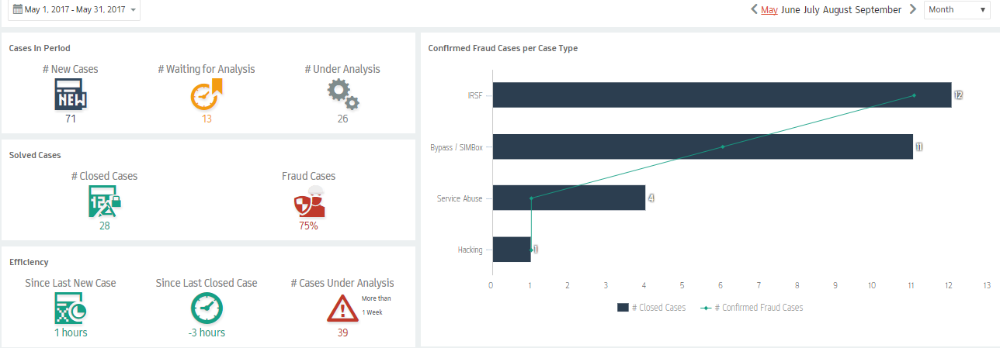 May 1, 2017 - May 31, 2017
May June July August September
Month
Cases In Period
# New Cases
# Waiting for Analysis
# Under Analysis
NEW
71
13
26
Solved Cases
# Closed Cases
Fraud Cases
28
75%
Efficiency
Since Last New Case
Since Last Closed Case
# Cases Under Analysis
More than
1 Week
1 hours
-3 hours
39
Confirmed Fraud Cases per Case Type
IRSF
12
Bypass / SIMBox
11
Service Abuse
4
Hacking
1
0 1 2 3 4 5 6 7 8 9 10 11 12 13
# Closed Cases
# Confirmed Fraud Cases